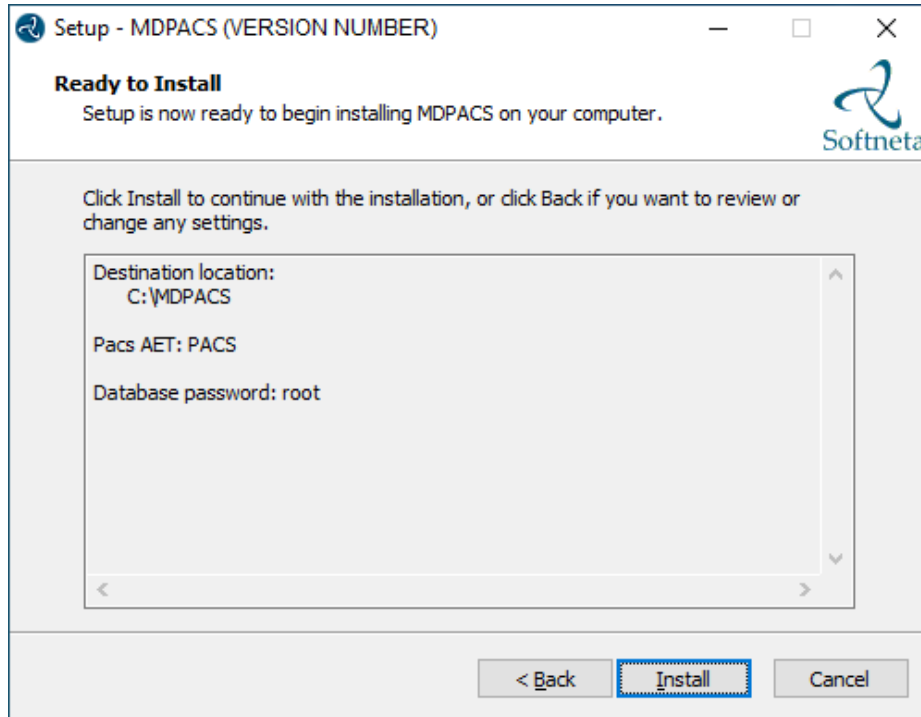 Setup - MDPACS (VERSION NUMBER)
Ready to Install
Setup is now ready to begin installing MDPACS on your computer.
Softneta
Click Install to continue with the installation, or click Back if you want to review or
change any settings.
Destination location:
C:\MDPACS
Pacs AET: PACS
Database password: root
< Back
Install
Cancel